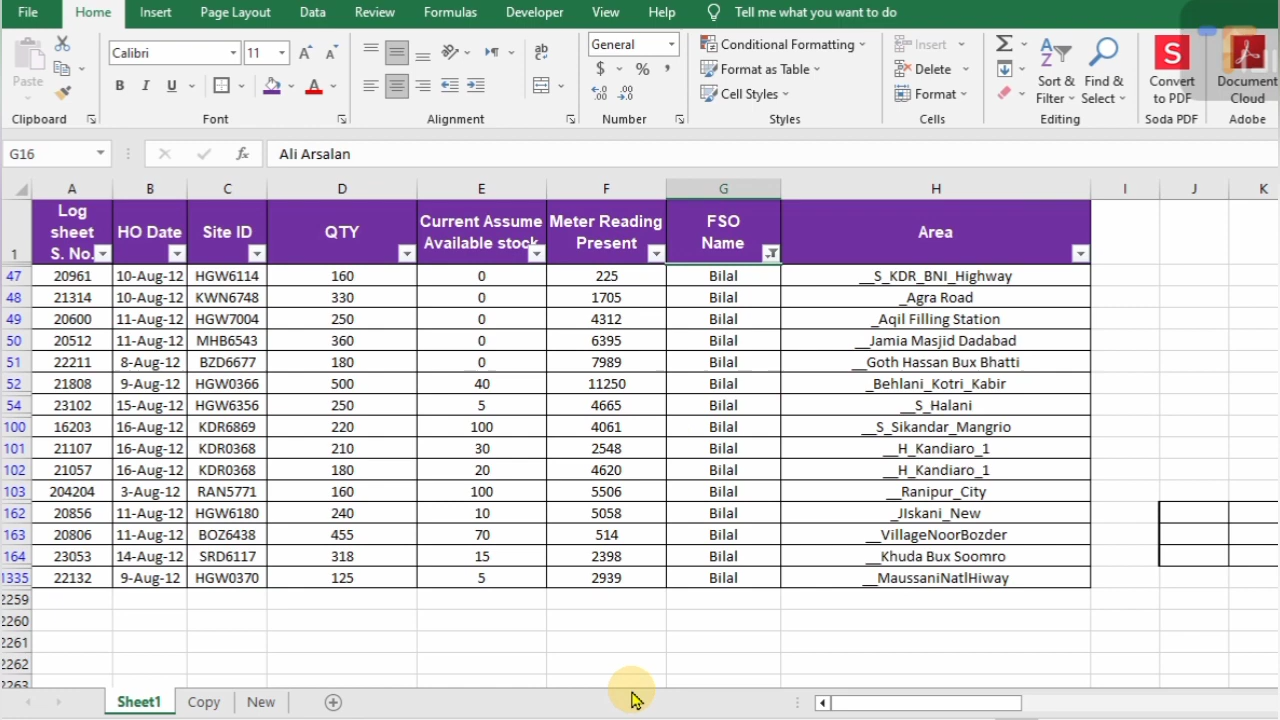 File Home Insert Page Layout Data Review Formulas Developer View Help Tell me what you want to do
Calibri 11 General Conditional Formatting Insert Σ
Paste B I U $ % , Format as Table Delete Sort & Find & Convert Document
Cell Styles Format Filter Select to PDF Cloud
Clipboard Font Alignment Number Styles Cells Editing Soda PDF Adobe
G16 fx Ali Arsalan
A B C D E F G H I J K
1 Log sheet S. No. HO Date Site ID QTY Current Assume Available stock Meter Reading Present FSO Name Area
47 20961 10-Aug-12 HGW6114 160 0 225 Bilal __S_KDR_BNI_Highway
48 21314 10-Aug-12 KWN6748 330 0 1705 Bilal _Agra Road
49 20600 11-Aug-12 HGW7004 250 0 4312 Bilal _Aqil Filling Station
50 20512 11-Aug-12 MHB6543 360 0 6395 Bilal __Jamia Masjid Dadabad
51 22211 8-Aug-12 BZD6677 180 0 7989 Bilal __Goth Hassan Bux Bhatti
52 21808 9-Aug-12 HGW0366 500 40 11250 Bilal _Behlani_Kotri_Kabir
54 23102 15-Aug-12 HGW6356 250 5 4665 Bilal __S_Halani
100 16203 16-Aug-12 KDR6869 220 100 4061 Bilal __S_Sikandar_Mangrio
101 21107 16-Aug-12 KDR0368 210 30 2548 Bilal __H_Kandiaro_1
102 21057 16-Aug-12 KDR0368 180 20 4620 Bilal __H_Kandiaro_1
103 204204 3-Aug-12 RAN5771 160 100 5506 Bilal __Ranipur_City
162 20856 11-Aug-12 HGW6180 240 10 5058 Bilal _JIskani_New
163 20806 11-Aug-12 BOZ6438 455 70 514 Bilal __VillageNoorBozder
164 23053 14-Aug-12 SRD6117 318 15 2398 Bilal __Khuda Bux Soomro
1335 22132 9-Aug-12 HGW0370 125 5 2939 Bilal __MaussaniNatlHiway
2259
2260
2261
2262
2263
Sheet1 Copy New